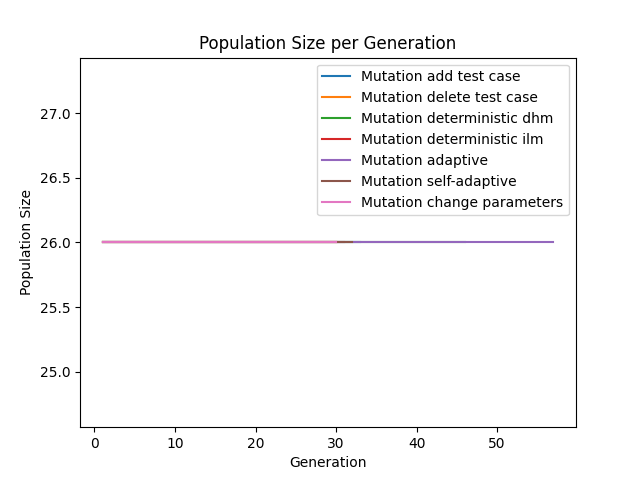 Population Size per Generation
Mutation add test case
Mutation delete test case
Mutation deterministic dhm
Mutation deterministic ilm
Mutation adaptive
Mutation self-adaptive
Mutation change parameters
Population Size
27.0
26.5
26.0
25.5
25.0
0 10 20 30 40 50
Generation